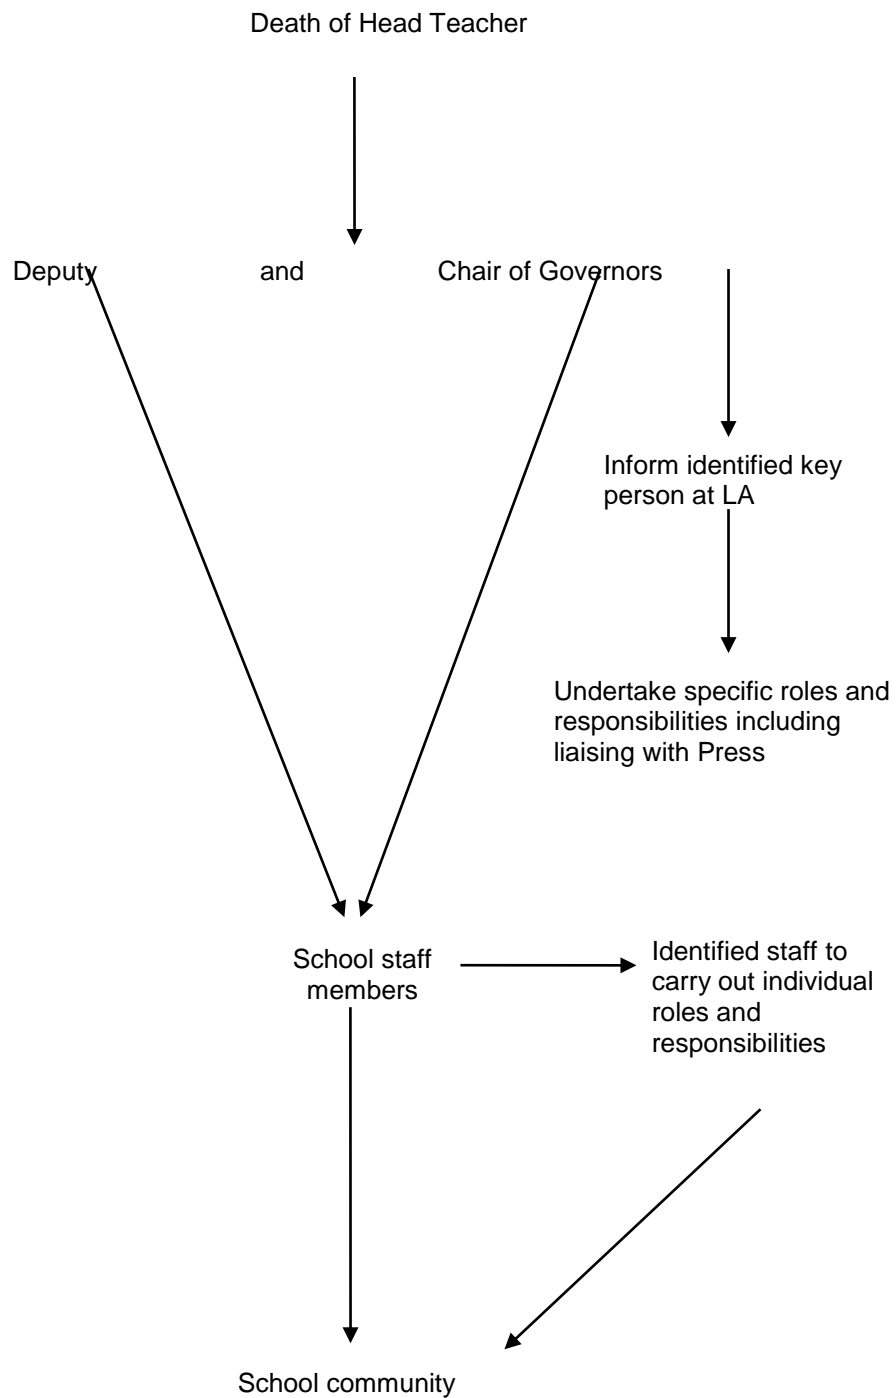 Death of Head Teacher
Deputy and Chair of Governors
Inform identified key
person at LA
Undertake specific roles and
responsibilities including
liaising with Press
School staff
members
Identified staff to
carry out individual
roles and
responsibilities
School community